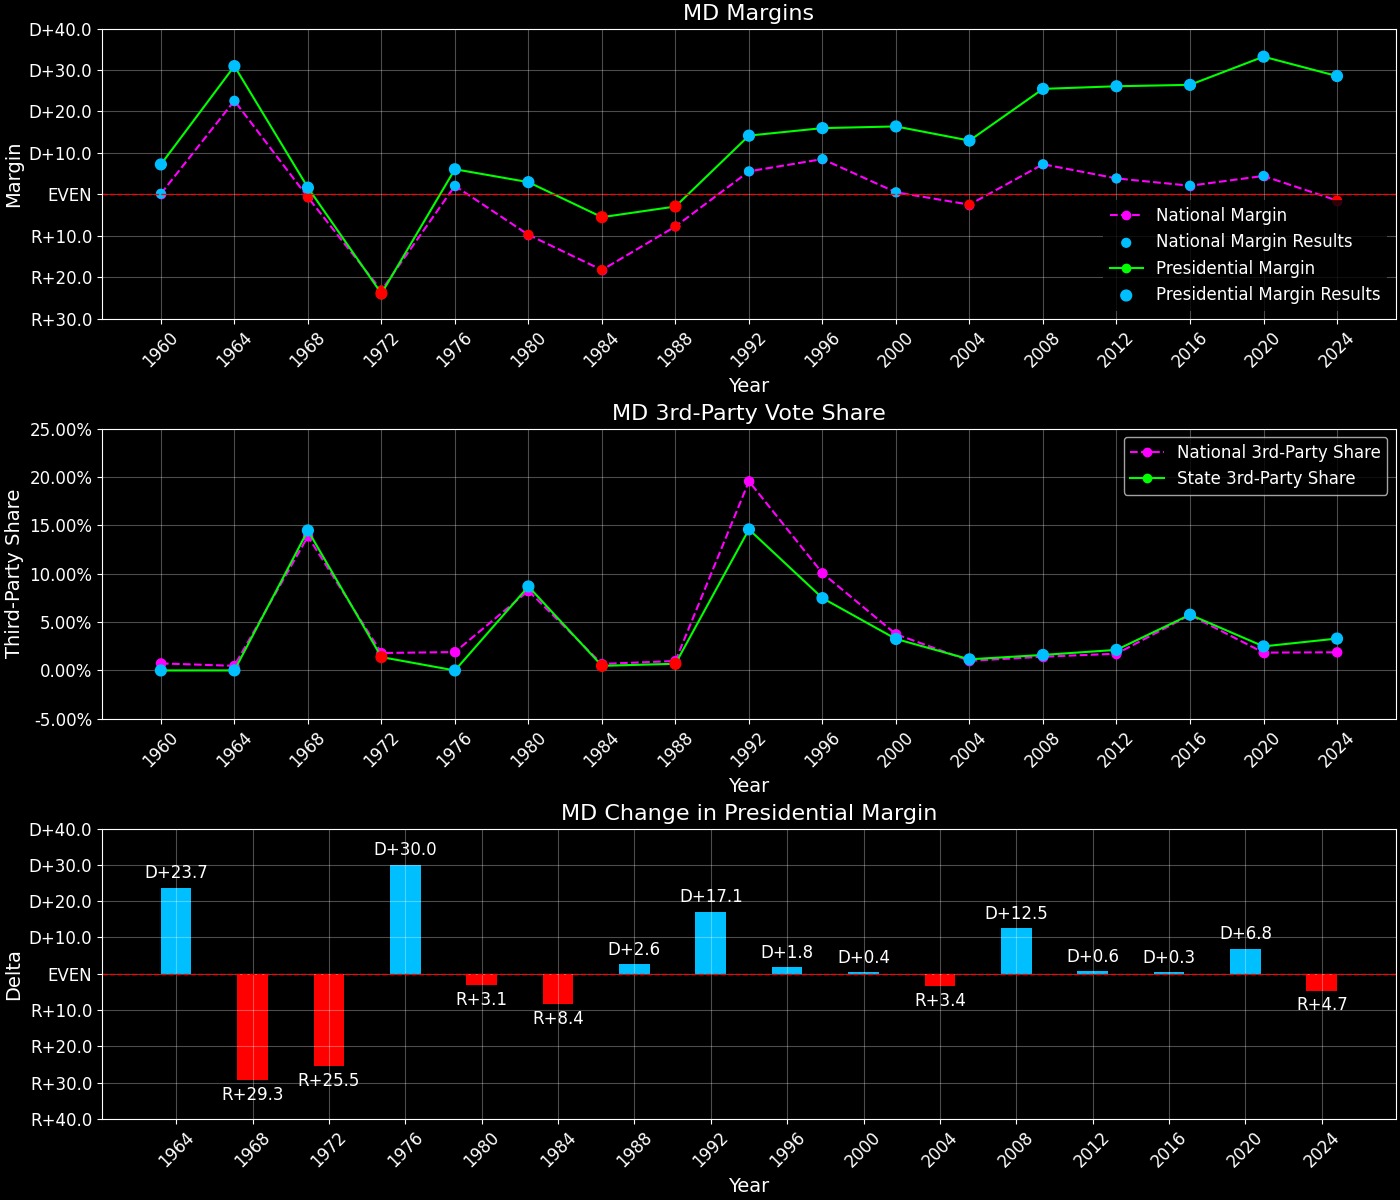 MD Margins
D+40.0
D+30.0
D+20.0
D+10.0
EVEN
R+10.0
R+20.0
R+30.0
Margin
National Margin
National Margin Results
Presidential Margin
Presidential Margin Results
1960 1964 1968 1972 1976 1980 1984 1988 1992 1996 2000 2004 2008 2012 2016 2020 2024
Year
MD 3rd-Party Vote Share
25.00%
20.00%
15.00%
10.00%
5.00%
0.00%
-5.00%
Third-Party Share
National 3rd-Party Share
State 3rd-Party Share
1960 1964 1968 1972 1976 1980 1984 1988 1992 1996 2000 2004 2008 2012 2016 2020 2024
Year
MD Change in Presidential Margin
D+40.0
D+30.0
D+20.0
D+10.0
EVEN
R+10.0
R+20.0
R+30.0
R+40.0
Delta
D+23.7
R+29.3
R+25.5
D+30.0
R+3.1
R+8.4
D+2.6
D+17.1
D+1.8
D+0.4
R+3.4
D+12.5
D+0.6
D+0.3
D+6.8
R+4.7
1964 1968 1972 1976 1980 1984 1988 1992 1996 2000 2004 2008 2012 2016 2020 2024
Year